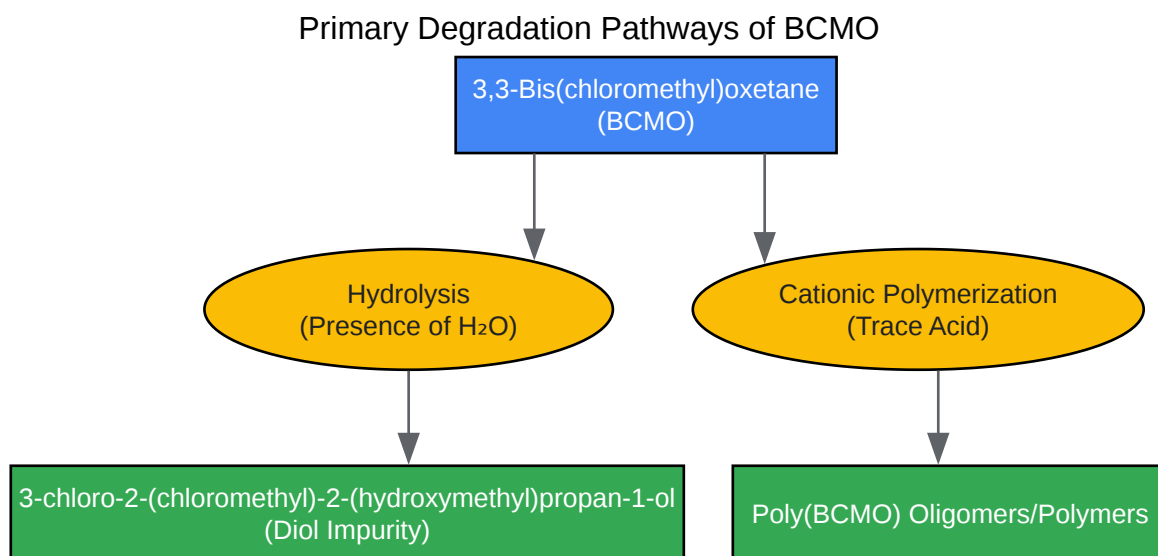 Primary Degradation Pathways of BCMO
3,3-Bis(chloromethyl)oxetane
(BCMO)
Hydrolysis
(Presence of H₂O)
Cationic Polymerization
(Trace Acid)
3-chloro-2-(chloromethyl)-2-(hydroxymethyl)propan-1-ol
(Diol Impurity)
Poly(BCMO) Oligomers/Polymers